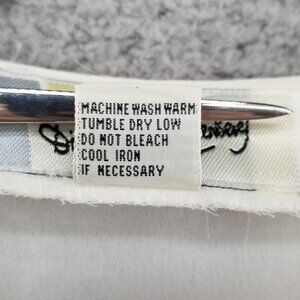 MACHINE WASH WARM
TUMBLE DRY LOW
DO NOT BLEACH
COOL IRON
IF NECESSARY